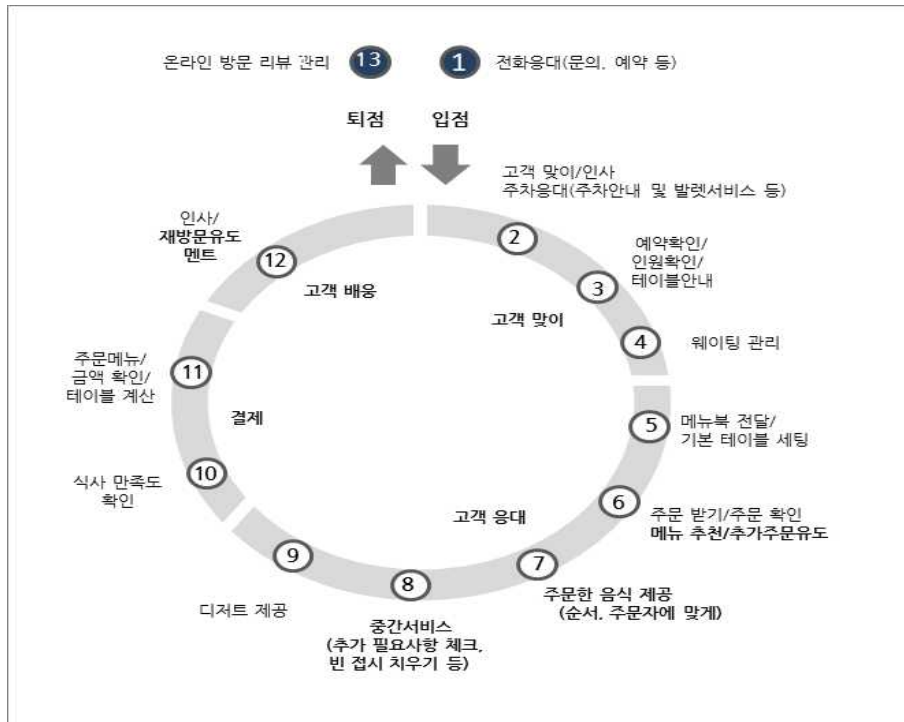 온라인 방문 리뷰 관리
13
1
전화응대(문의, 예약 등)
퇴점
입점
고객 맞이/인사
주차응대(주차안내 및 발렛서비스 등)
2
예약확인/
인원확인/
테이블안내
3
고객 맞이
4
웨이팅 관리
5
메뉴북 전달/
기본 테이블 세팅
고객 응대
6
주문 받기/주문 확인
메뉴 추천/추가주문유도
7
주문한 음식 제공
(순서, 주문자에 맞게)
8
중간서비스
(추가 필요사항 체크,
빈 접시 치우기 등)
9
디저트 제공
10
식사 만족도
확인
결제
11
주문메뉴/
금액 확인/
테이블 계산
12
인사/
재방문유도
멘트
고객 배웅